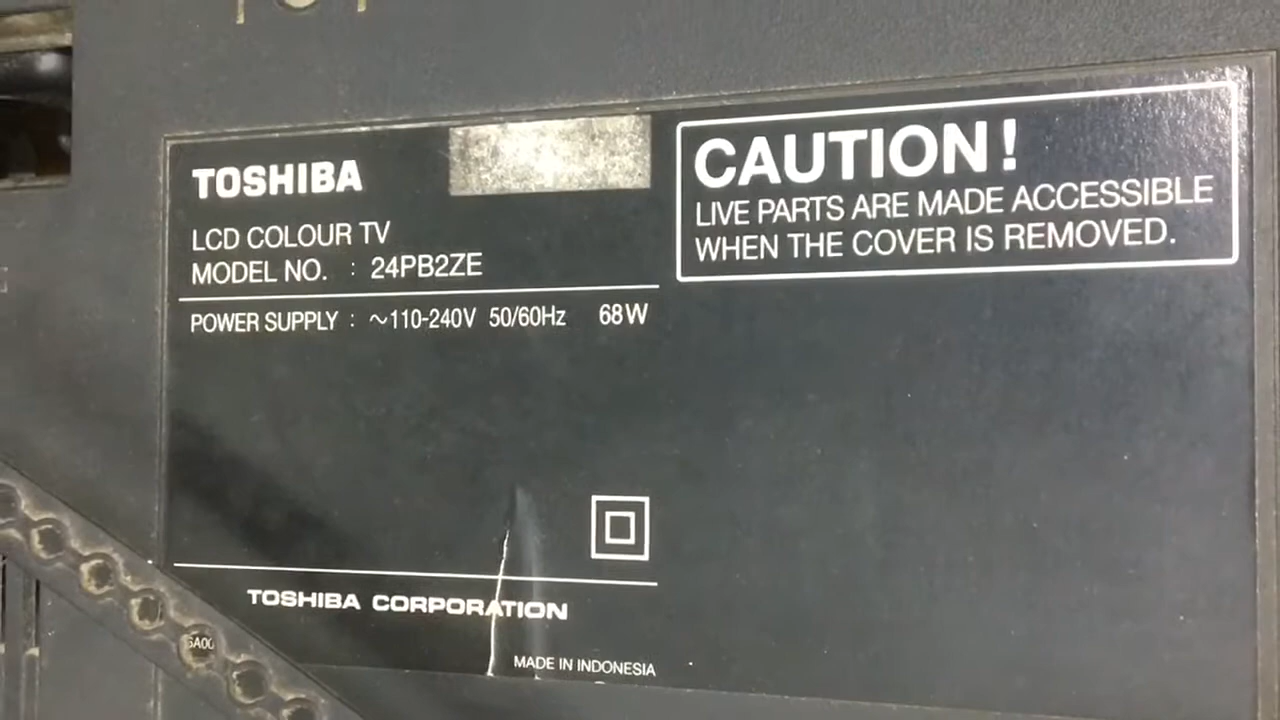 TOSHIBA
LCD COLOUR TV
MODEL NO. : 24PB2ZE
POWER SUPPLY : ~110-240V 50/60Hz 68W
CAUTION!
LIVE PARTS ARE MADE ACCESSIBLE
WHEN THE COVER IS REMOVED.
TOSHIBA CORPORATION
MADE IN INDONESIA